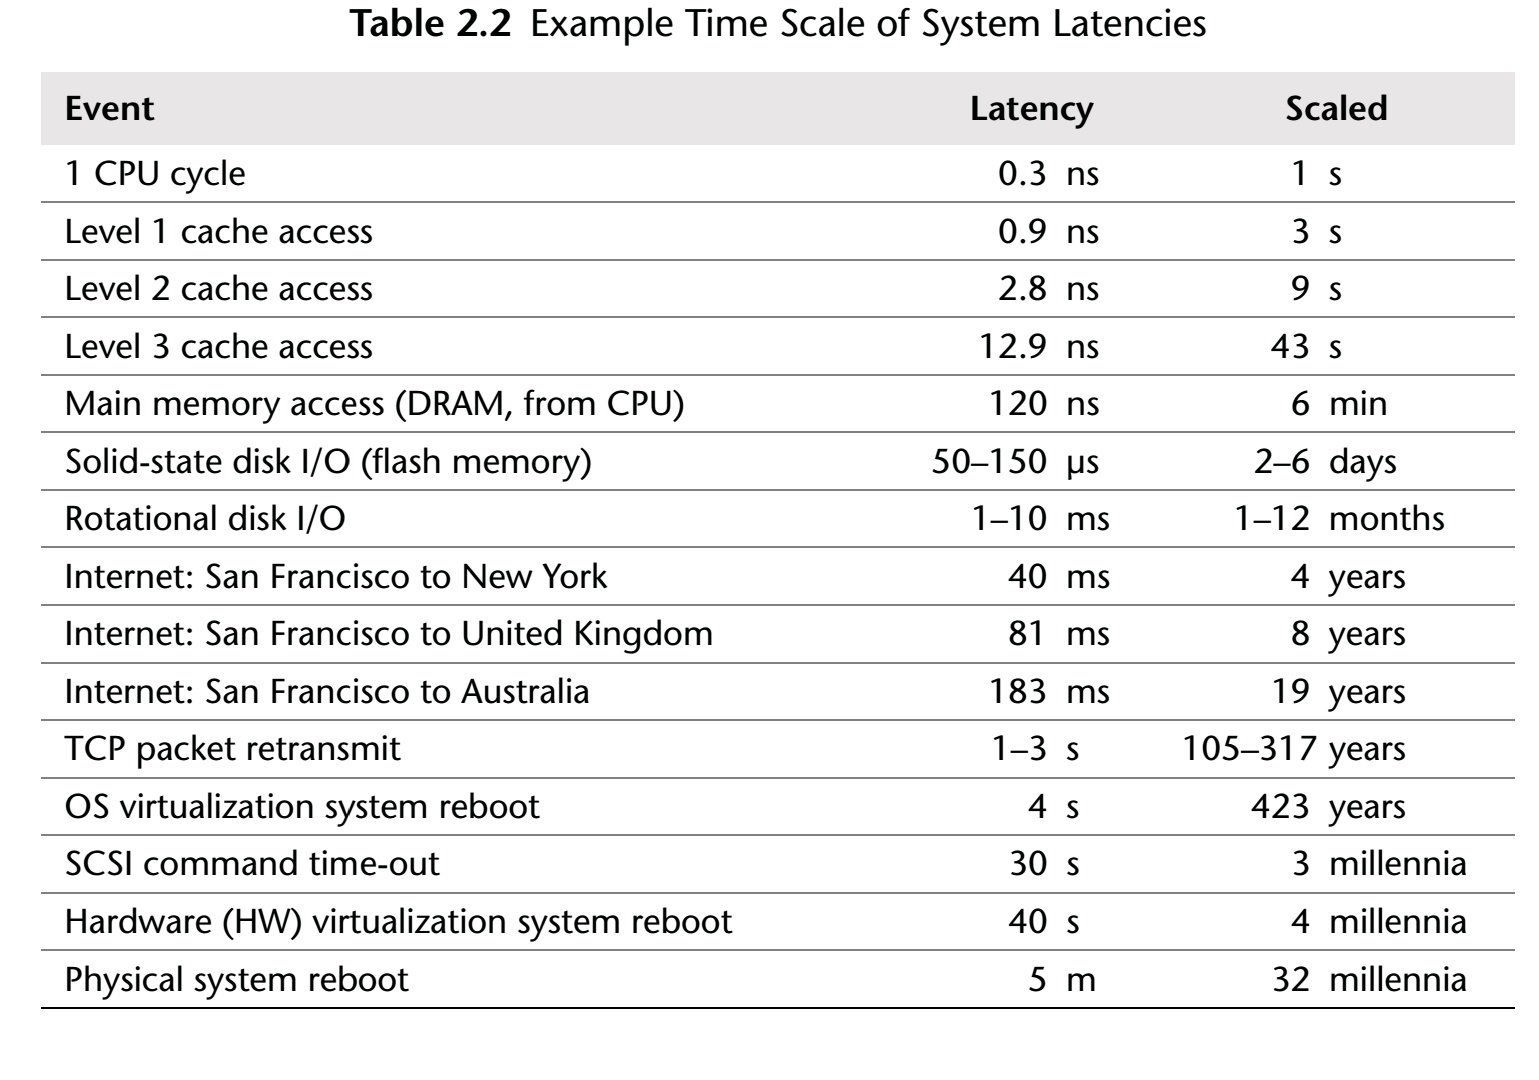 Table 2.2 Example Time Scale of System Latencies
Event Latency Scaled
1 CPU cycle 0.3 ns 1 s
Level 1 cache access 0.9 ns 3 s
Level 2 cache access 2.8 ns 9 s
Level 3 cache access 12.9 ns 43 s
Main memory access (DRAM, from CPU) 120 ns 6 min
Solid-state disk I/O (flash memory) 50–150 μs 2–6 days
Rotational disk I/O 1–10 ms 1–12 months
Internet: San Francisco to New York 40 ms 4 years
Internet: San Francisco to United Kingdom 81 ms 8 years
Internet: San Francisco to Australia 183 ms 19 years
TCP packet retransmit 1–3 s 105–317 years
OS virtualization system reboot 4 s 423 years
SCSI command time-out 30 s 3 millennia
Hardware (HW) virtualization system reboot 40 s 4 millennia
Physical system reboot 5 m 32 millennia